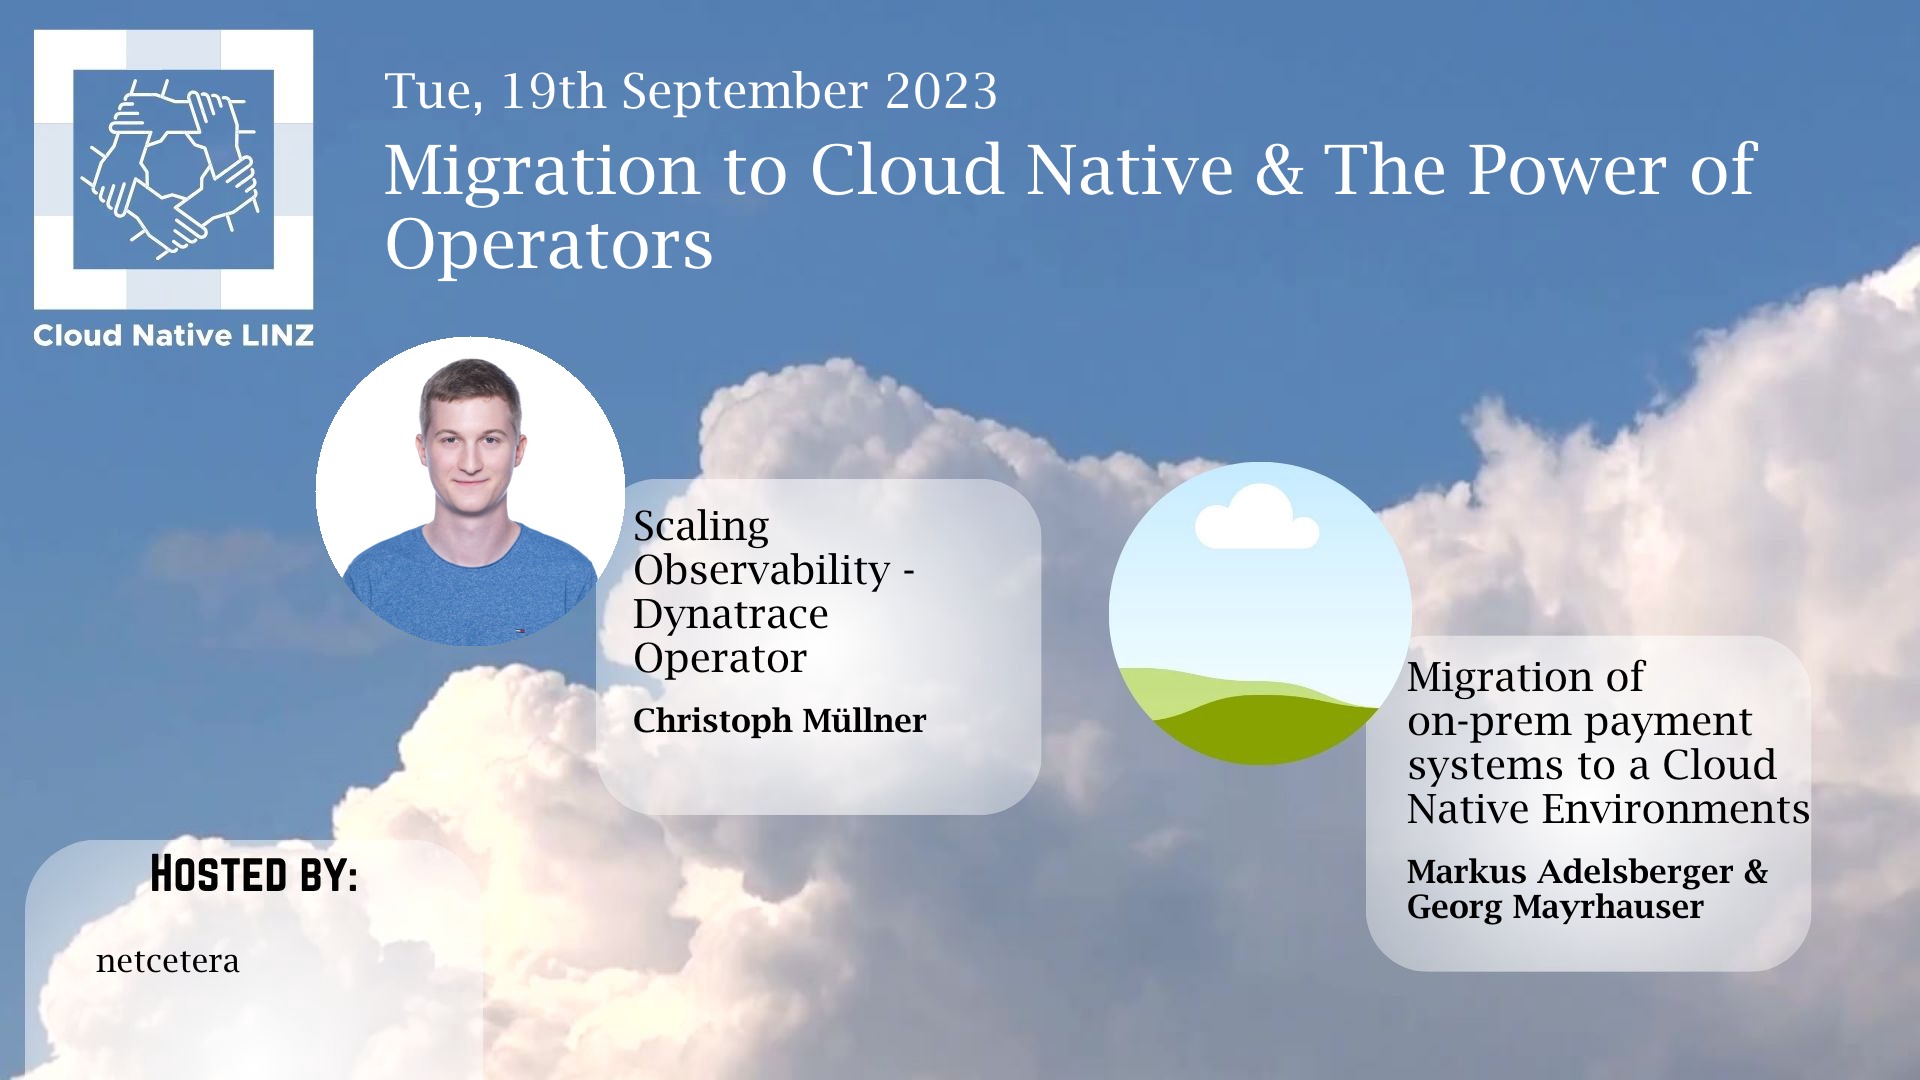 Cloud Native LINZ
Tue, 19th September 2023
Migration to Cloud Native & The Power of
Operators
Scaling
Observability -
Dynatrace
Operator
Christoph Müllner
Migration of
on-prem payment
systems to a Cloud
Native Environments
Markus Adelsberger &
Georg Mayrhauser
HOSTED BY:
netcetera